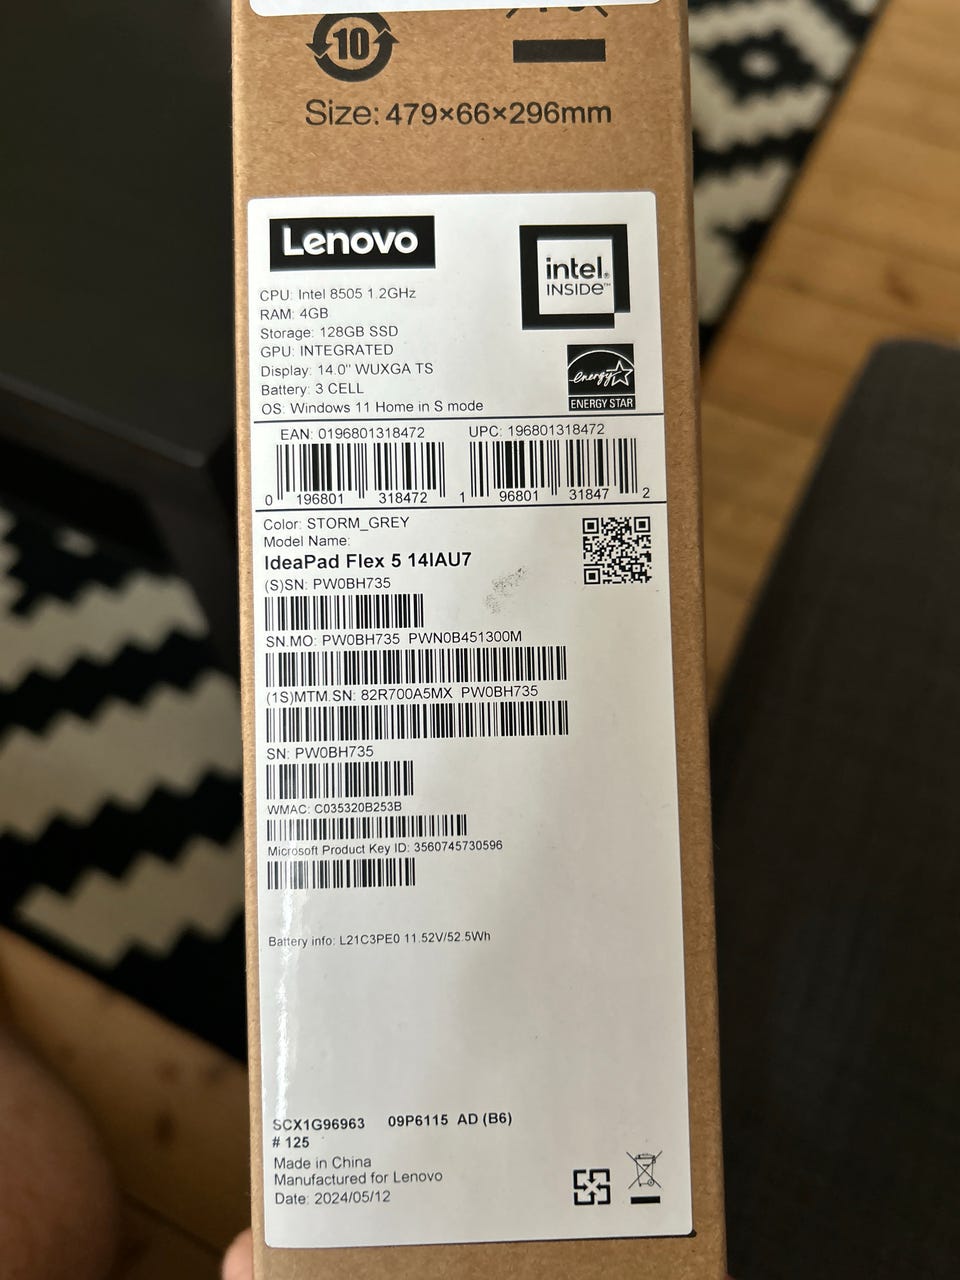 10
Size: 479×66×296mm
Lenovo
intel.
INSIDE™
CPU: Intel 8505 1.2GHz
RAM: 4GB
Storage: 128GB SSD
GPU: INTEGRATED
Display: 14.0" WUXGA TS
Battery: 3 CELL
OS: Windows 11 Home in S mode
energy
ENERGY STAR
EAN: 0196801318472 UPC: 196801318472
0 196801 318472 1 96801 31847 2
Color: STORM_GREY
Model Name:
IdeaPad Flex 5 14IAU7
(S)SN: PW0BH735
SN.MO: PW0BH735 PWN0B451300M
(1S)MTM.SN: 82R700A5MX PW0BH735
SN: PW0BH735
WMAC: C035320B253B
Microsoft Product Key ID: 3560745730596
Battery info: L21C3PE0 11.52V/52.5Wh
SCX1G96963 09P6115 AD (B6)
# 125
Made in China
Manufactured for Lenovo
Date: 2024/05/12